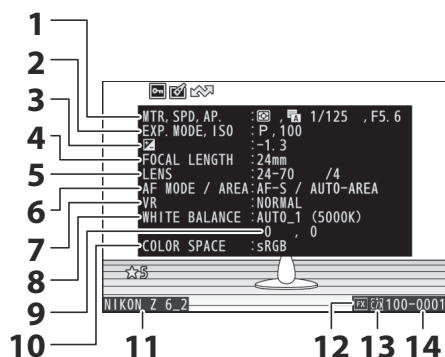 1
2
3
4
5
6
7
8
9
10
MTR, SPD, AP. : , 1/125 , F5. 6
EXP. MODE, ISO : P, 100
:-1. 3
FOCAL LENGTH :24mm
LENS :24-70 /4
AF MODE / AREA:AF-S / AUTO-AREA
VR :NORMAL
WHITE BALANCE :AUTO_1 (5000K)
:0 , 0
COLOR SPACE :sRGB
5
NIKON Z 6_2 FX 100-0001
11 12 13 14